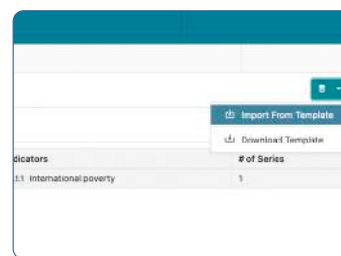 Import From Template
Download Template
dicators
# of Series
1.1 International poverty
1